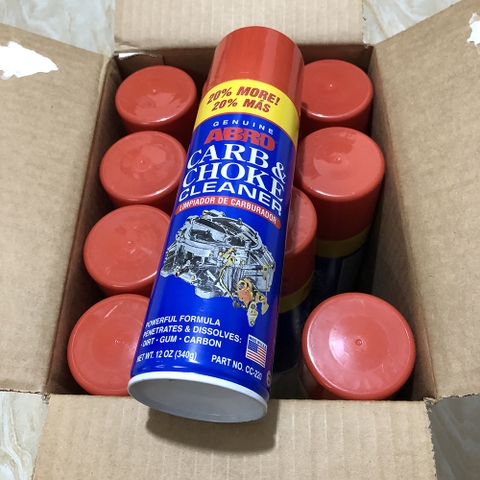 20% MORE!
20% MÁS
GENUINE
ABRO
CARB &
CHOKE
CLEANER
LIMPIADOR DE CARBURADOR
POWERFUL FORMULA
PENETRATES & DISSOLVES:
DIRT • GUM • CARBON
NET WT. 12 OZ (340g)
PART NO. CC-220